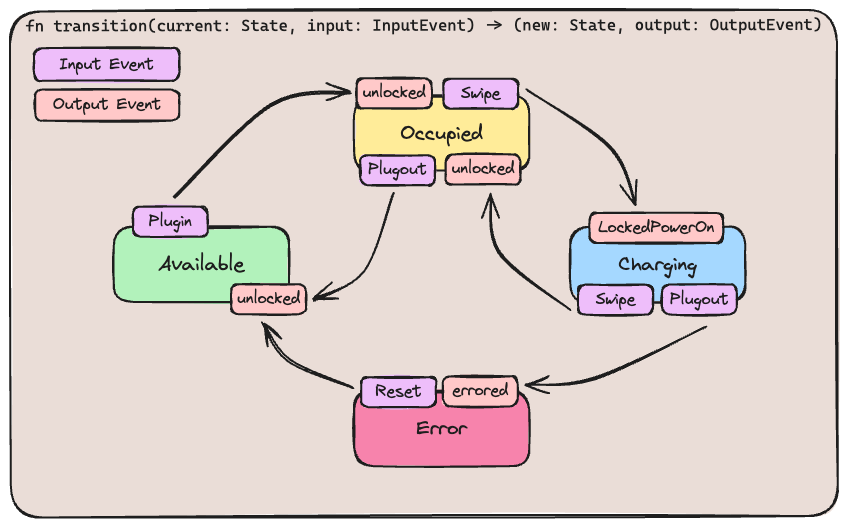 fn transition(current: State, input: InputEvent) -> (new: State, output: OutputEvent)
Input Event
Output Event
unlocked
Swipe
Occupied
Plugout
unlocked
Plugin
Available
unlocked
LockedPowerOn
Charging
Swipe
Plugout
Reset
errored
Error